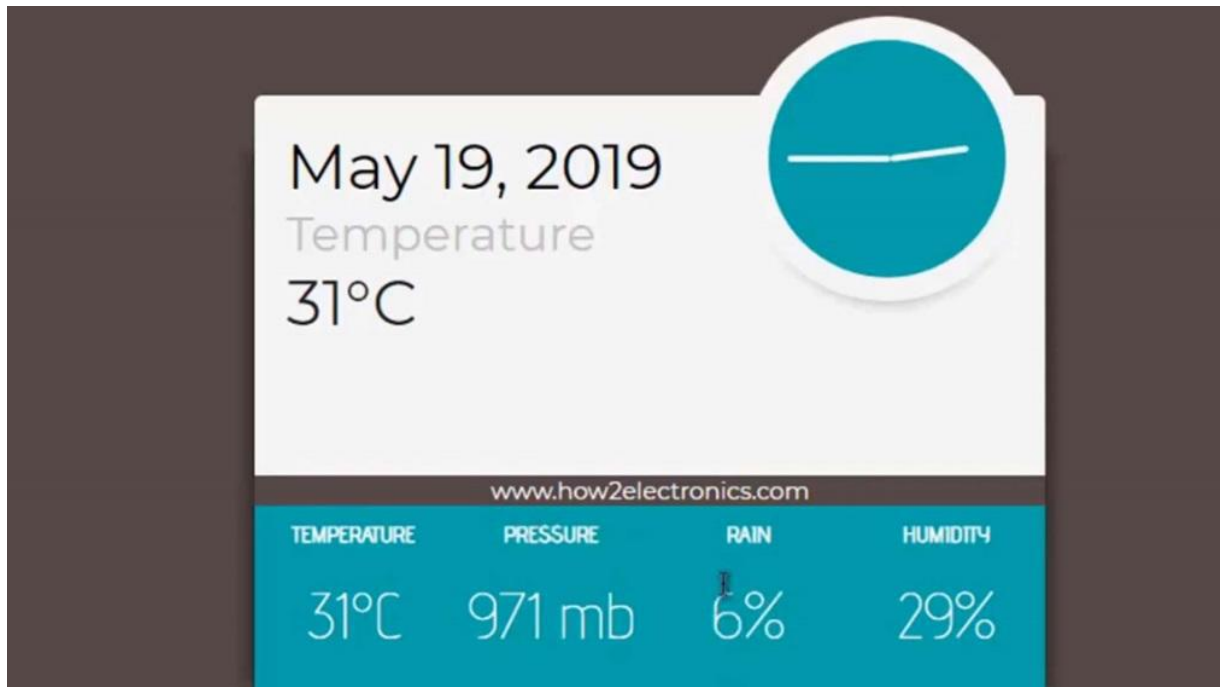 May 19, 2019
Temperature
31°C
www.how2electronics.com
TEMPERATURE PRESSURE RAIN HUMIDITY
31°C 971 mb 6% 29%